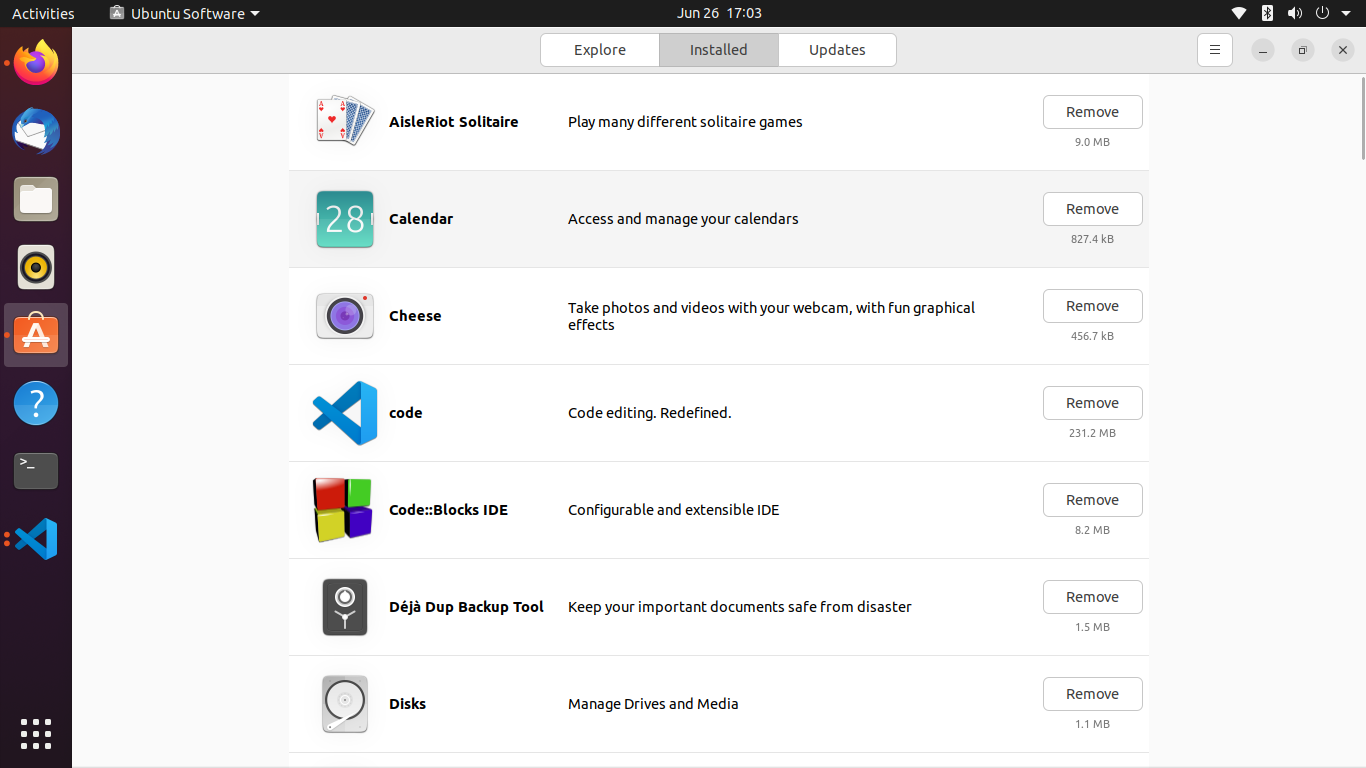 Activities
Ubuntu Software
Jun 26 17:03
Explore
Installed
Updates
AisleRiot Solitaire
Play many different solitaire games
Remove
9.0 MB
28
Calendar
Access and manage your calendars
Remove
827.4 kB
Cheese
Take photos and videos with your webcam, with fun graphical
effects
Remove
456.7 kB
code
Code editing. Redefined.
Remove
231.2 MB
Code::Blocks IDE
Configurable and extensible IDE
Remove
8.2 MB
Déjà Dup Backup Tool
Keep your important documents safe from disaster
Remove
1.5 MB
Disks
Manage Drives and Media
Remove
1.1 MB